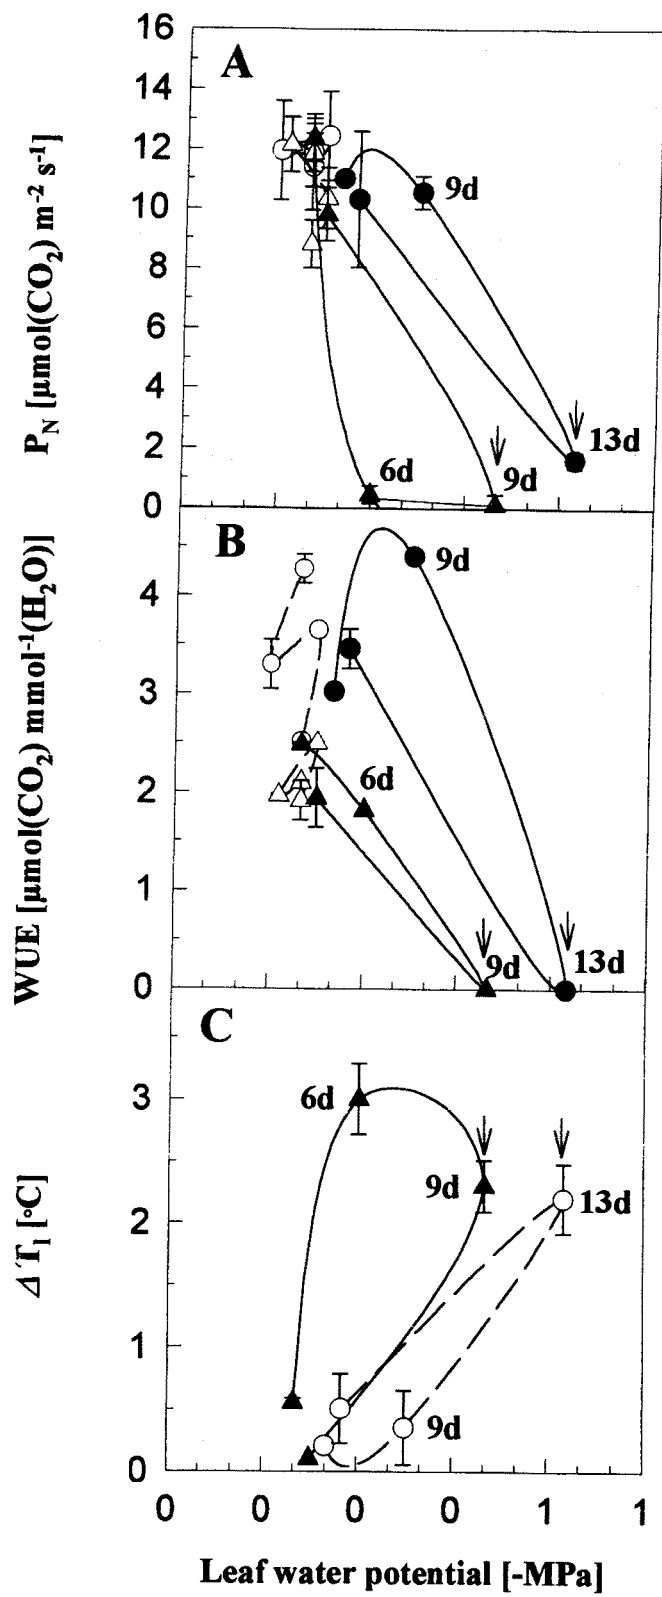 16
A
14
12
9d
10
8
6
4
2
13d
6d
9d
0
P_N [µmol(CO₂) m⁻² s⁻¹]
B
9d
4
3
6d
2
1
9d
13d
0
WUE [µmol(CO₂) mmol⁻¹(H₂O)]
C
3
6d
9d
13d
2
1
9d
0
Δ T₁ [°C]
0 0 0 0 1 1
Leaf water potential [-MPa]